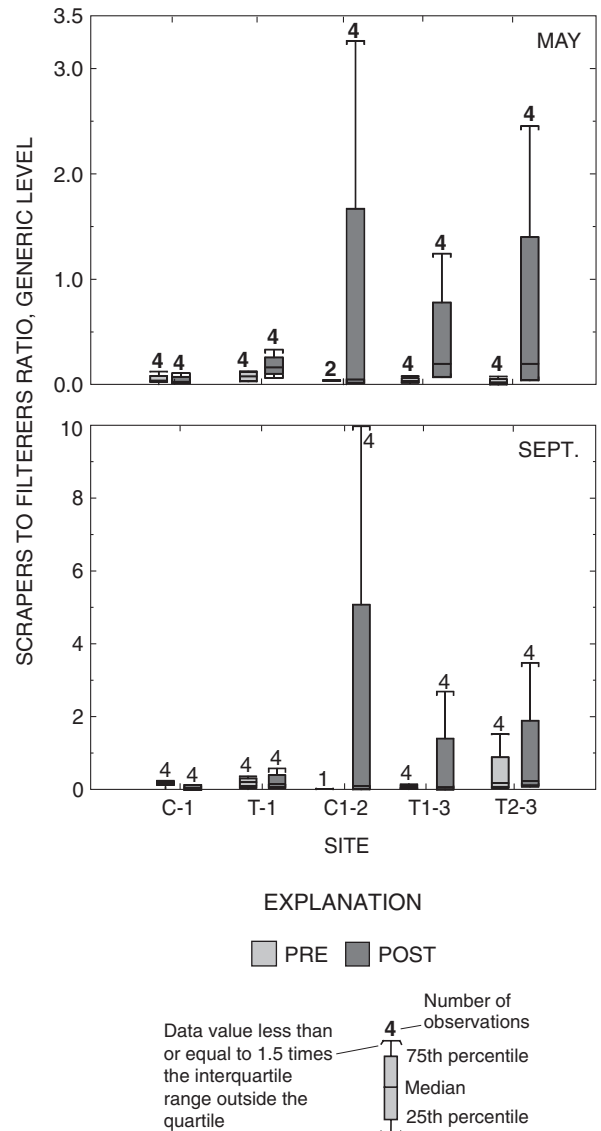 SCRAPERS TO FILTERERS RATIO, GENERIC LEVEL
MAY
3.5
3.0
2.0
1.0
0.0
4 4
4 4
2 4
4 4
4 4
SEPT.
10
8
6
4
2
0
4 4
4 4
1 4
4 4
4 4
C-1 T-1 C1-2 T1-3 T2-3
SITE
EXPLANATION
PRE POST
Number of
observations
4
Data value less than
or equal to 1.5 times
the interquartile
range outside the
quartile
75th percentile
Median
25th percentile